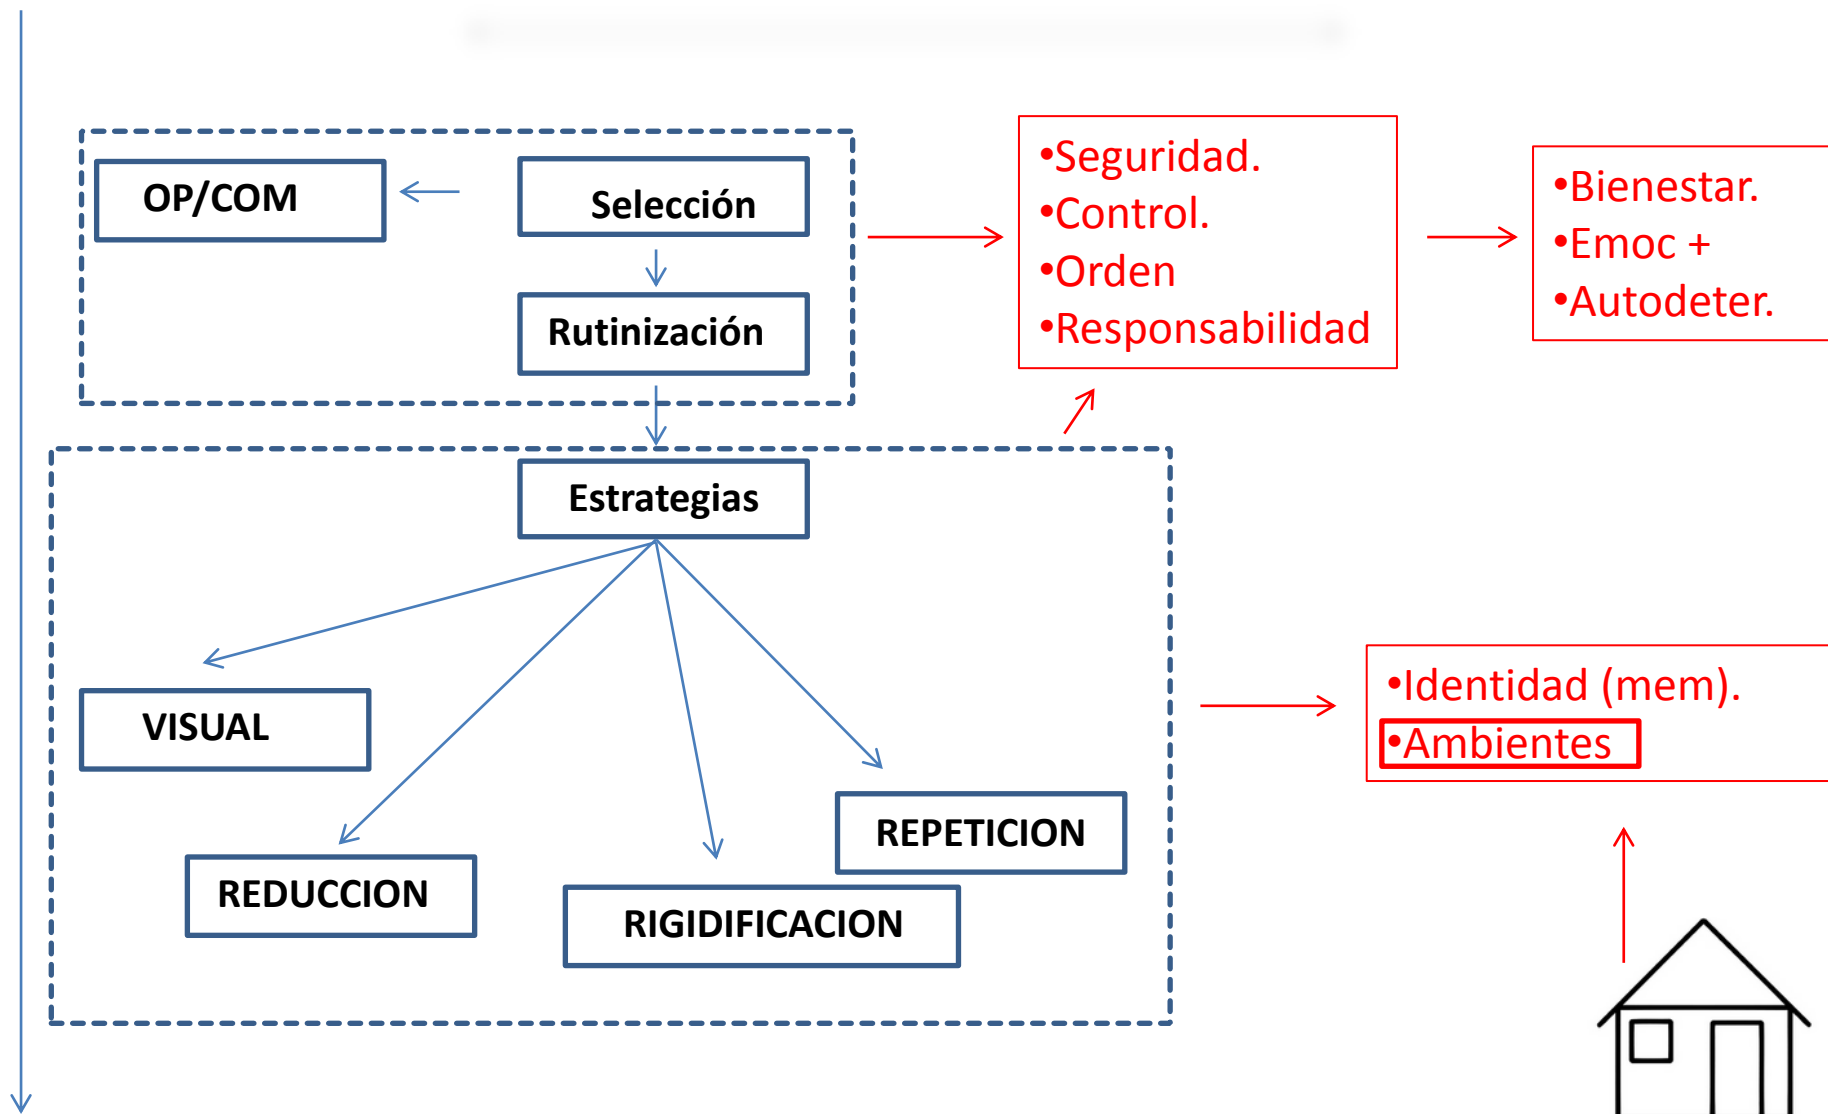 OP/COM
Selección
Rutinización
•Seguridad.
•Control.
•Orden
•Responsabilidad
•Bienestar.
•Emoc +
•Autodeter.
Estrategias
VISUAL
REDUCCION
RIGIDIFICACION
REPETICION
•Identidad (mem).
•Ambientes